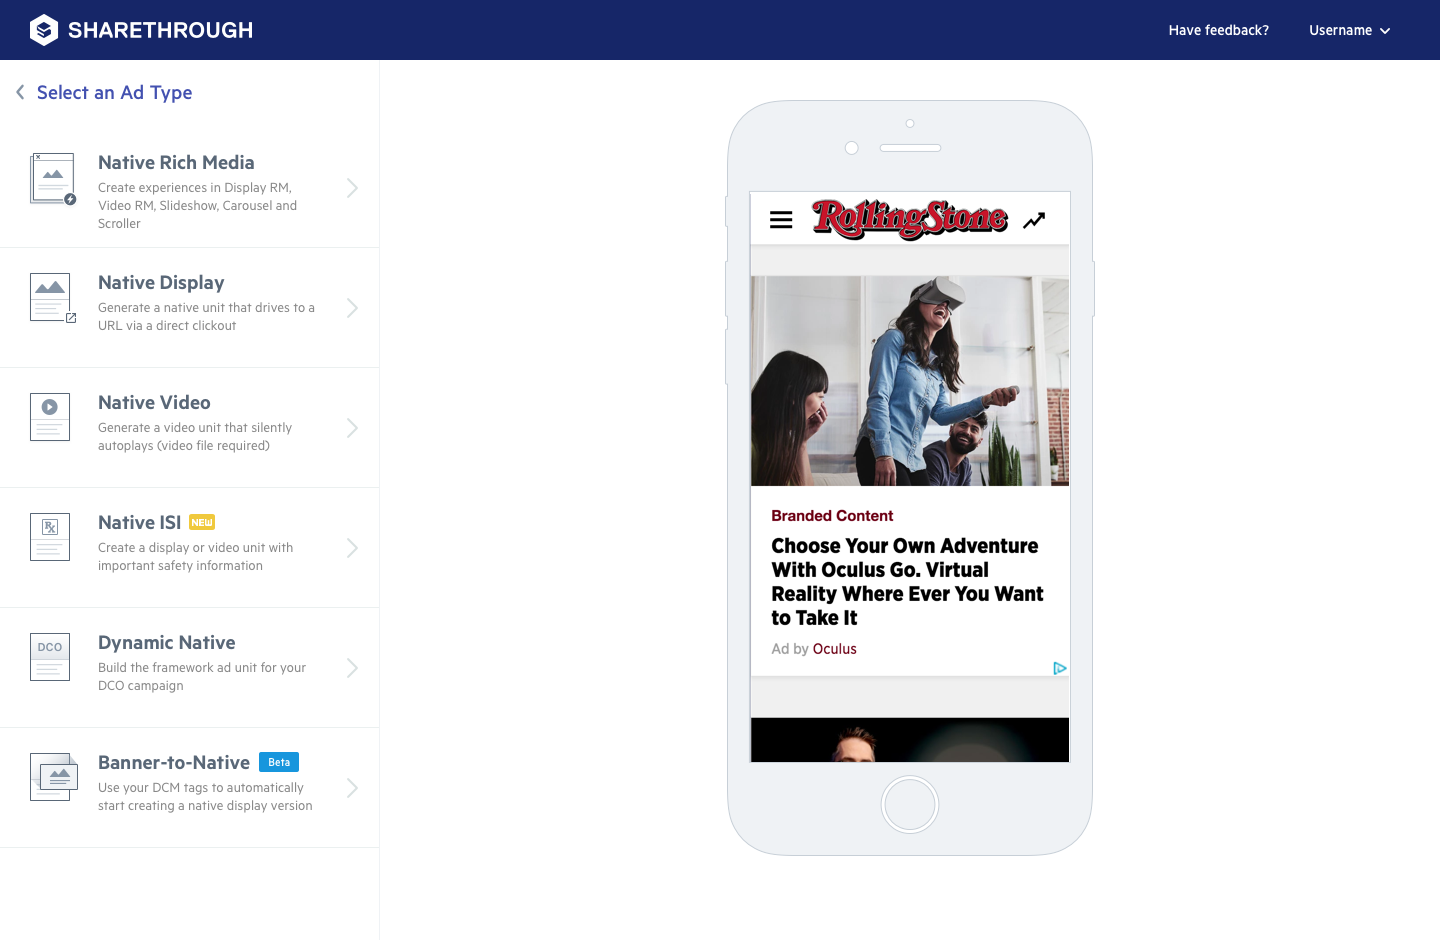 SHARETHROUGH
Have feedback?
Username
Select an Ad Type
Native Rich Media
Create experiences in Display RM,
Video RM, Slideshow, Carousel and
Scroller
Native Display
Generate a native unit that drives to a
URL via a direct clickout
Native Video
Generate a video unit that silently
autoplays (video file required)
Rx
Native ISI NEW
Create a display or video unit with
important safety information
DCO
Dynamic Native
Build the framework ad unit for your
DCO campaign
Banner-to-Native Beta
Use your DCM tags to automatically
start creating a native display version
RollingStone
Branded Content
Choose Your Own Adventure
With Oculus Go. Virtual
Reality Where Ever You Want
to Take It
Ad by Oculus